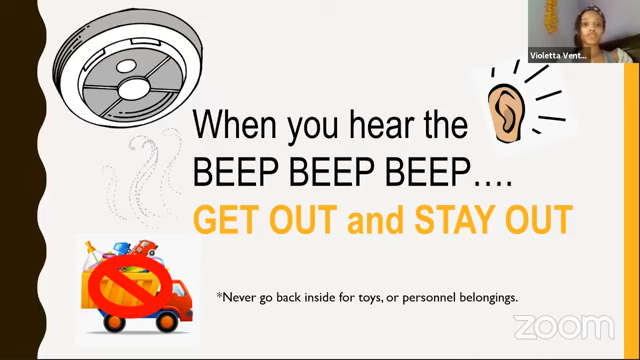 Violetta Vent...
When you hear the
BEEP BEEP BEEP....
GET OUT and STAY OUT
*Never go back inside for toys, or personnel belongings.
zoom